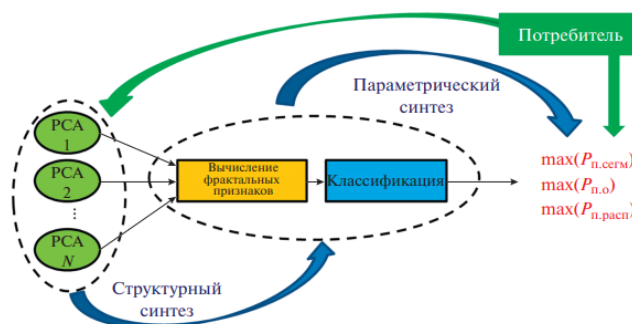 Потребитель
Параметрический
синтез
РСА
1
РСА
2
⋮
РСА
N
Вычисление
фрактальных
признаков
Классификация
max(Pп.сегм)
max(Pп.о)
max(Pп.расп)
Структурный
синтез